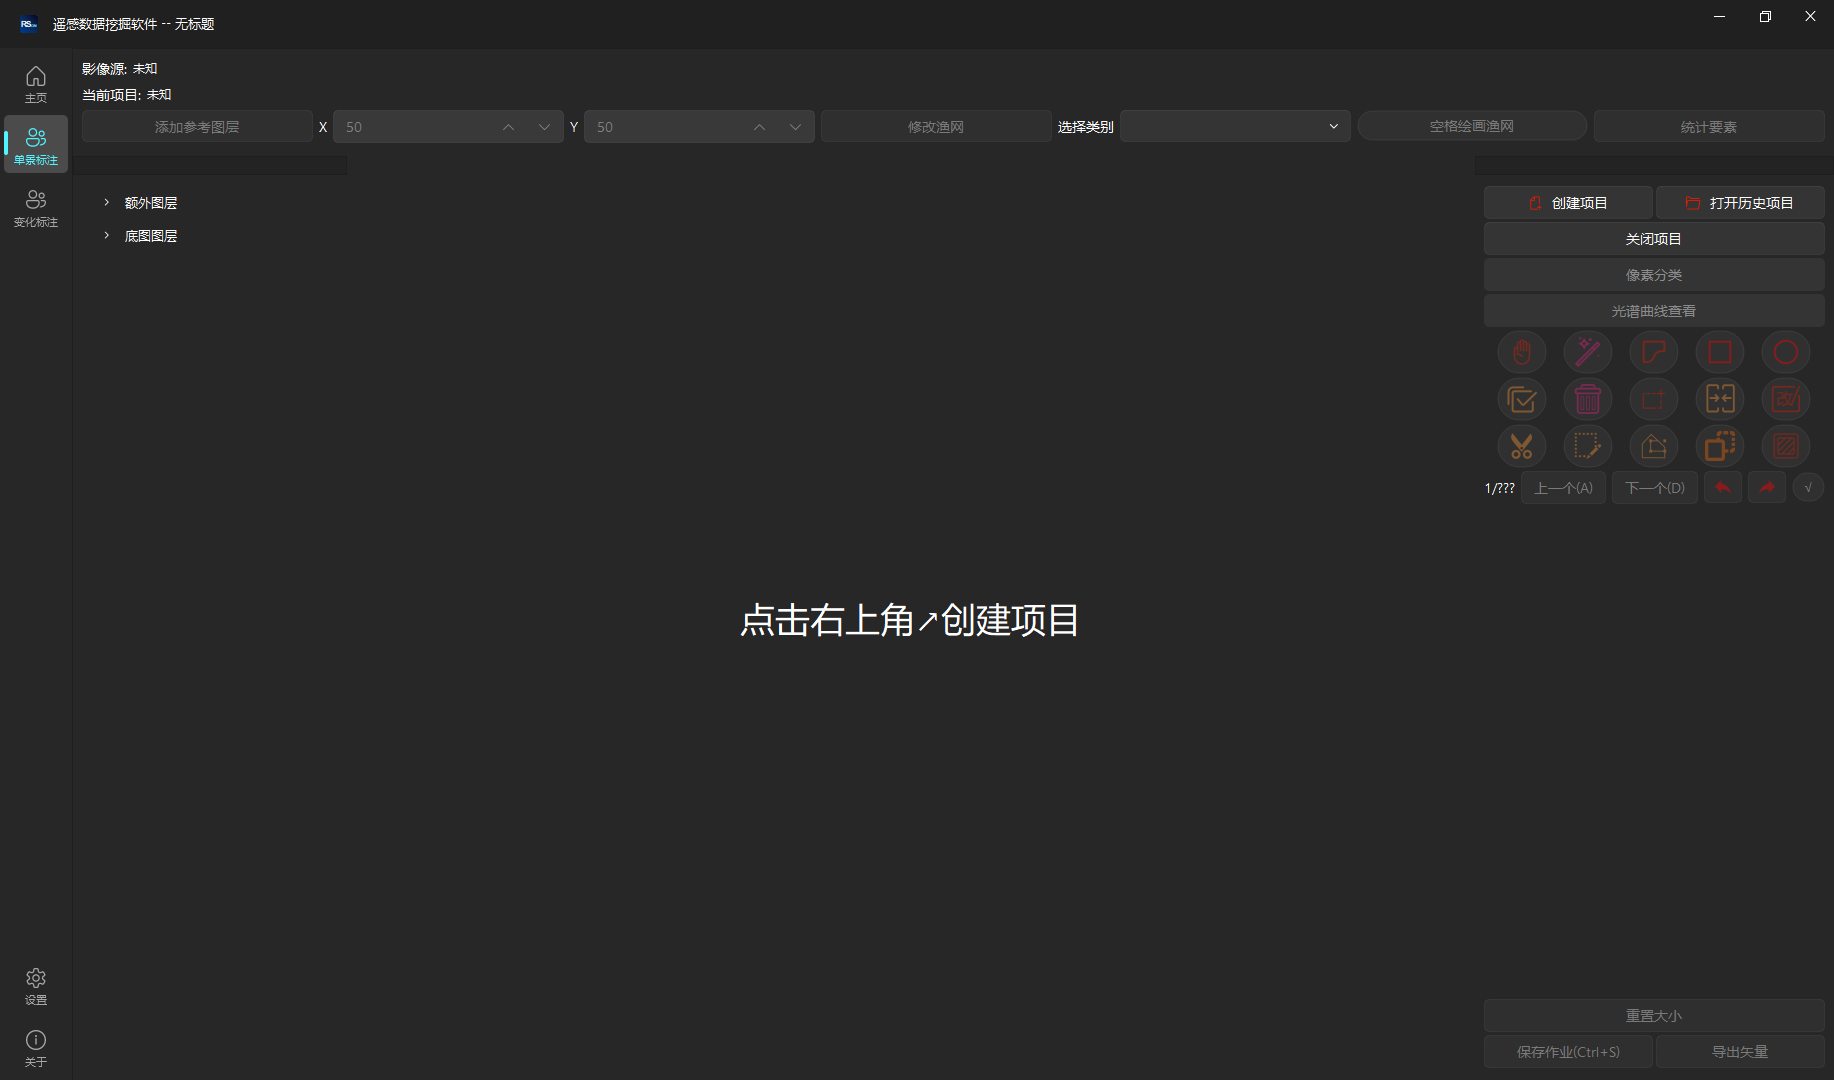 遥感数据挖掘软件 -- 无标题
影像源: 未知
当前项目: 未知
添加参考图层 X 50 Y 50 修改渔网 选择类别 空格绘画渔网 统计要素
主页
单景标注
变化标注
额外图层
底图图层
创建项目 打开历史项目
关闭项目
像素分类
光谱曲线查看
1/??? 上一个(A) 下一个(D) √
点击右上角↗创建项目
设置
关于
重置大小
保存作业(Ctrl+S) 导出矢量